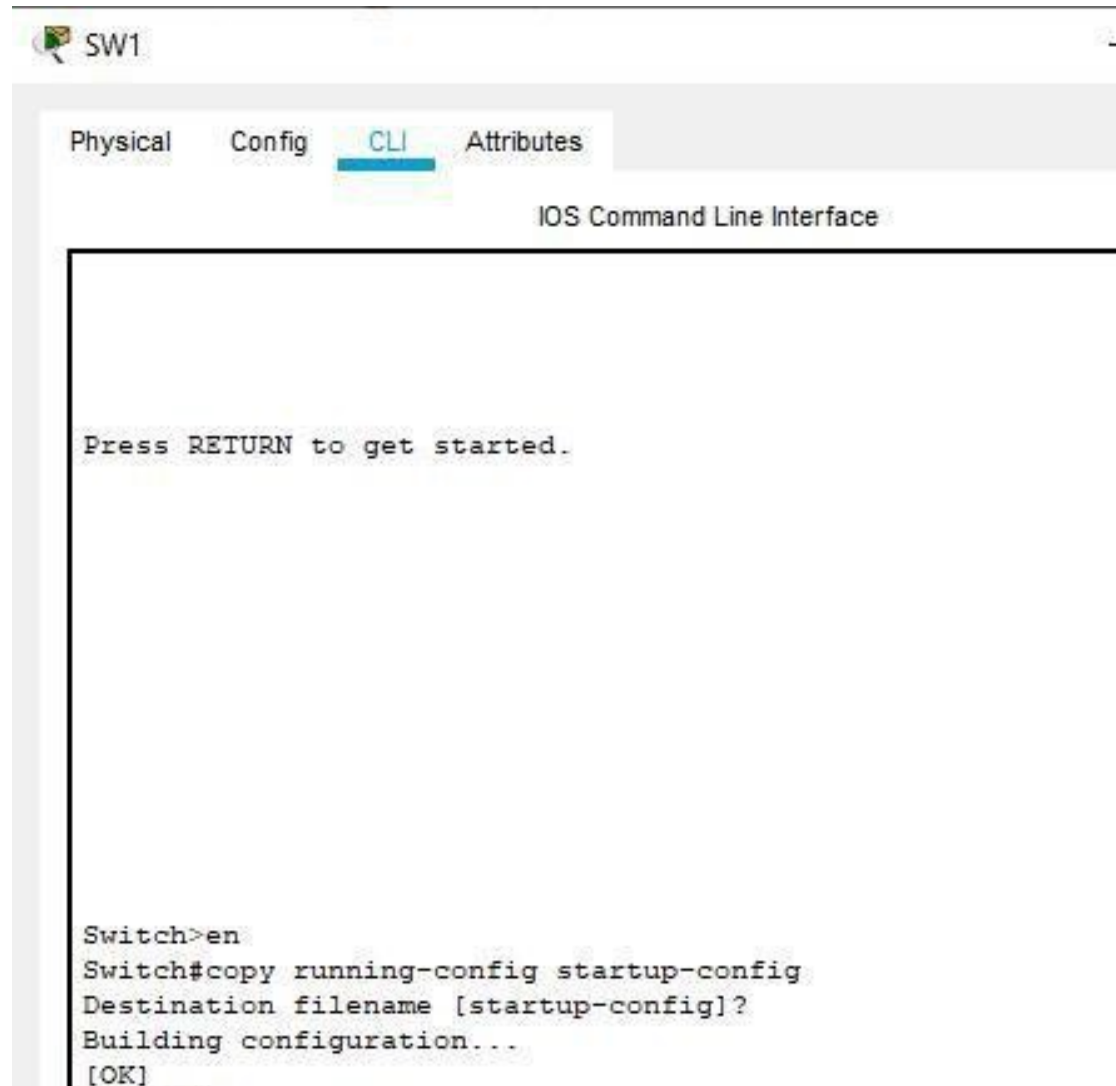 SW1
Physical Config CLI Attributes
IOS Command Line Interface
Press RETURN to get started.
Switch>en
Switch#copy running-config startup-config
Destination filename [startup-config]?
Building configuration...
[OK]